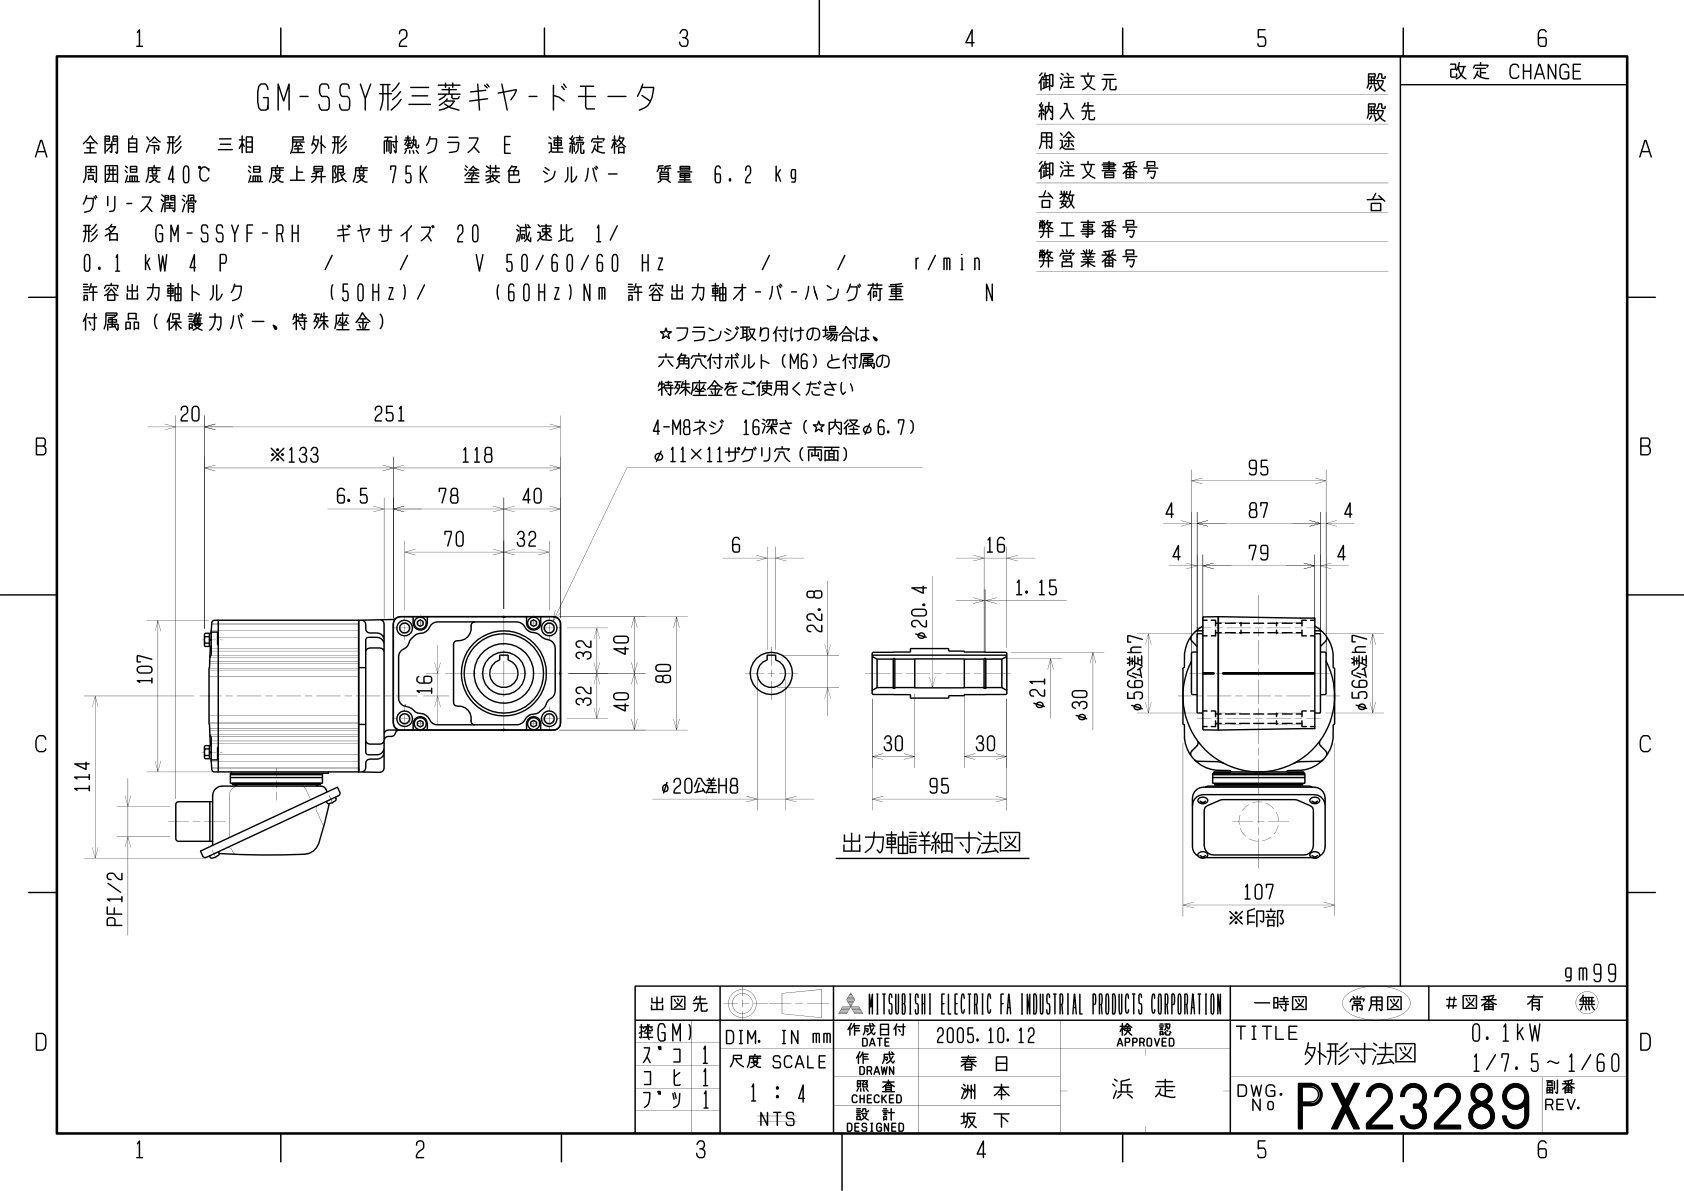 1 2 3 4 5 6
改定 CHANGE
GM-SSY形三菱ギヤ-ドモータ
御注文元 殿
納入先 殿
用途
御注文書番号
台数 台
弊工事番号
弊営業番号
A A
全閉自冷形 三相 屋外形 耐熱クラス E 連続定格
周囲温度40℃ 温度上昇限度 75K 塗装色 シルバー 質量 6.2 kg
グリ-ス潤滑
形名 GM-SSYF-RH ギヤサイズ 20 減速比 1/
0.1 kW 4 P / / V 50/60/60 Hz / / r/min
許容出力軸トルク (50Hz)/ (60Hz)Nm 許容出力軸オ-バ-ハング荷重 N
付属品(保護カバー、特殊座金)
☆フランジ取り付けの場合は、
六角穴付ボルト(M6)と付属の
特殊座金をご使用ください
4-M8ネジ 16深さ(☆内径φ6.7)
φ11×11ザグリ穴(両面)
B B
20 251
※133 118
6.5 78 40
70 32
107
114
PF1/2
16
32
32
40
40
80
6
22.8
φ20公差H8
16
1.15
φ20.4
φ21
φ30
30 30
95
出力軸詳細寸法図
95
4 87 4
4 79 4
φ56公差h7
φ56公差h7
107
※印部
C C
gm99
出図先
MITSUBISHI ELECTRIC FA INDUSTRIAL PRODUCTS CORPORATION
一時図 常用図 #図番 有 無
GM)
ズコ 1
コヒ 1
ブツ 1
DIM. IN mm
尺度 SCALE
1 : 4
NTS
作成日付 DATE 2005.10.12
作成 DRAWN 春日
照査 CHECKED 洲本
設計 DESIGNED 坂下
検認 APPROVED
浜走
TITLE
外形寸法図
0.1kW
1/7.5~1/60
DWG. No PX23289
副番 REV.
D D
1 2 3 4 5 6